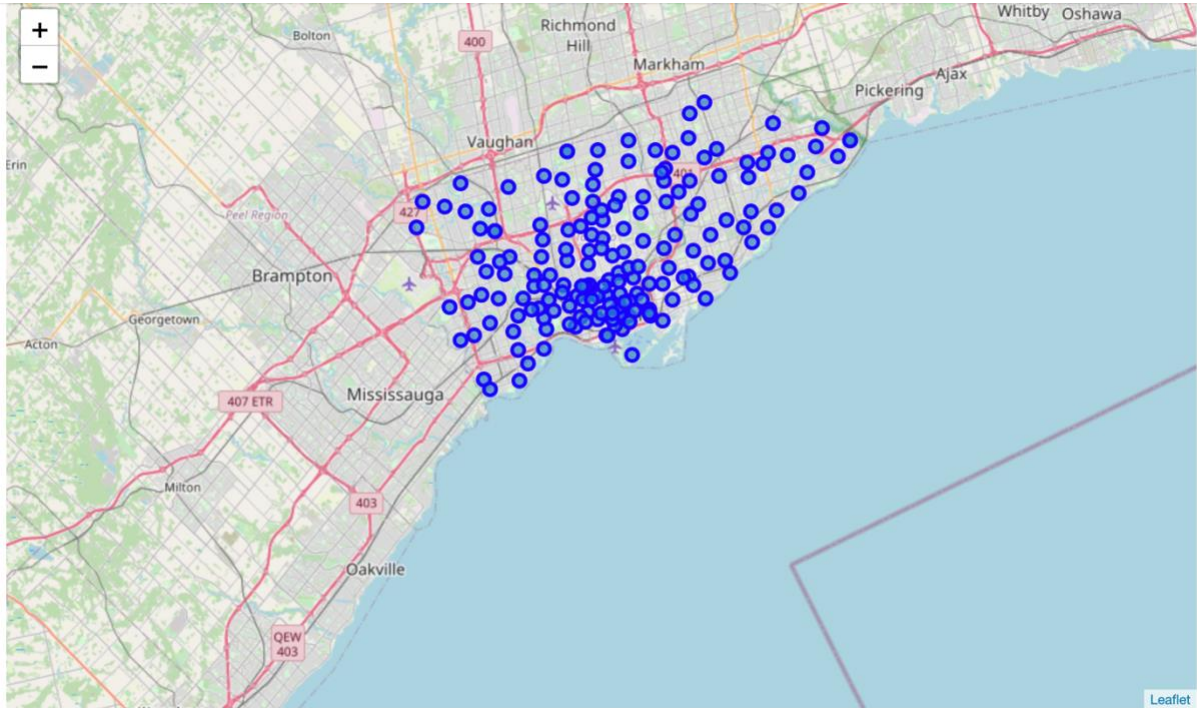 +
−
Bolton
400
Richmond
Hill
Whitby
Oshawa
Markham
Ajax
Pickering
Vaughan
Erin
401
Peel Region
427
Brampton
Georgetown
Acton
407 ETR
Mississauga
Milton
403
Oakville
QEW
403
Leaflet